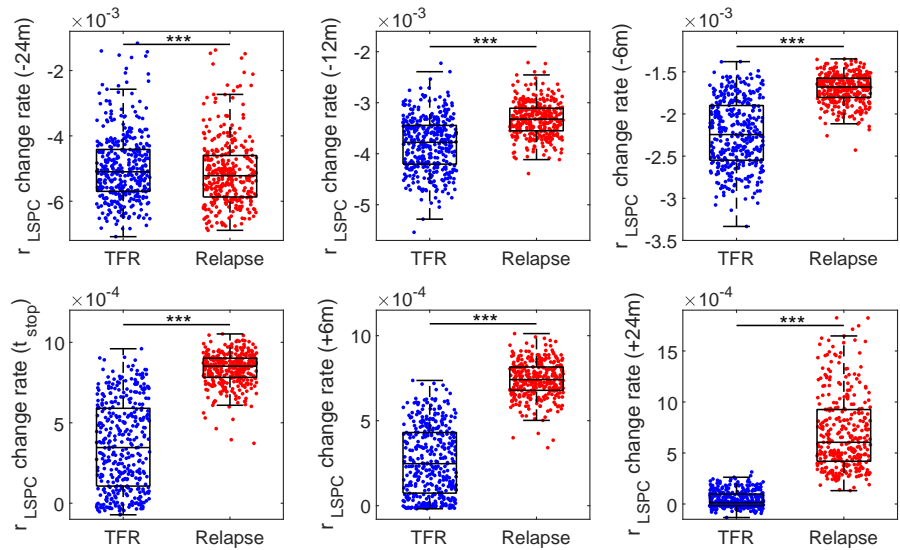 ×10⁻³
r LSPC change rate (-24m)
***
-2
-4
-6
TFR Relapse
×10⁻³
r LSPC change rate (-12m)
***
-2
-3
-4
-5
TFR Relapse
×10⁻³
r LSPC change rate (-6m)
***
-1.5
-2
-2.5
-3
-3.5
TFR Relapse
×10⁻⁴
r LSPC change rate (t stop)
***
10
5
0
TFR Relapse
×10⁻⁴
r LSPC change rate (+6m)
***
10
5
0
TFR Relapse
×10⁻⁴
r LSPC change rate (+24m)
***
15
10
5
0
TFR Relapse